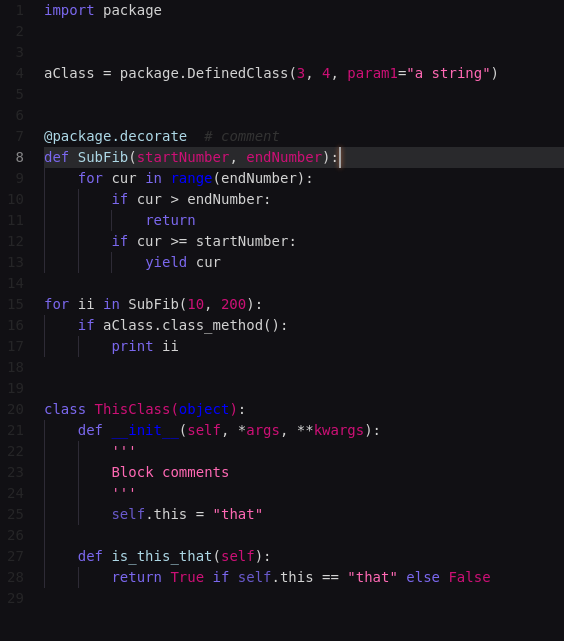 1 import package
2
3
4 aClass = package.DefinedClass(3, 4, param1="a string")
5
6
7 @package.decorate  # comment
8 def SubFib(startNumber, endNumber):
9     for cur in range(endNumber):
10         if cur > endNumber:
11             return
12         if cur >= startNumber:
13             yield cur
14
15 for ii in SubFib(10, 200):
16     if aClass.class_method():
17         print ii
18
19
20 class ThisClass(object):
21     def __init__(self, *args, **kwargs):
22         '''
23         Block comments
24         '''
25         self.this = "that"
26
27     def is_this_that(self):
28         return True if self.this == "that" else False
29